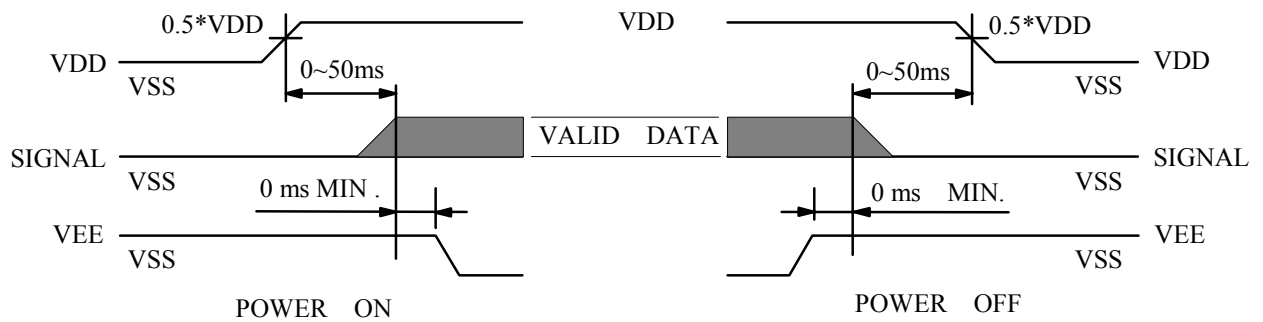 0.5*VDD VDD 0.5*VDD
VDD VDD
VSS 0~50ms 0~50ms VSS
VALID DATA
SIGNAL SIGNAL
VSS VSS
0 ms MIN . 0 ms MIN.
VEE VEE
VSS VSS
POWER ON POWER OFF